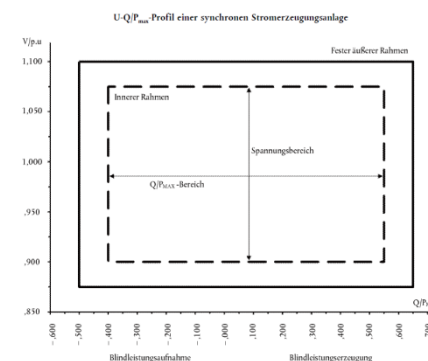 U-Q/Pmax-Profil einer synchronen Stromerzeugungsanlage
V/p.u
Fester äußerer Rahmen
1,100
Innerer Rahmen
1,050
Spannungsbereich
1,000
Q/PMAX -Bereich
,950
,900
,850
Q/P
-,600
-,500
-,400
-,300
-,200
-,100
,000
,100
,200
,300
,400
,500
,600
,700
Blindleistungsaufnahme
Blindleistungserzeugung